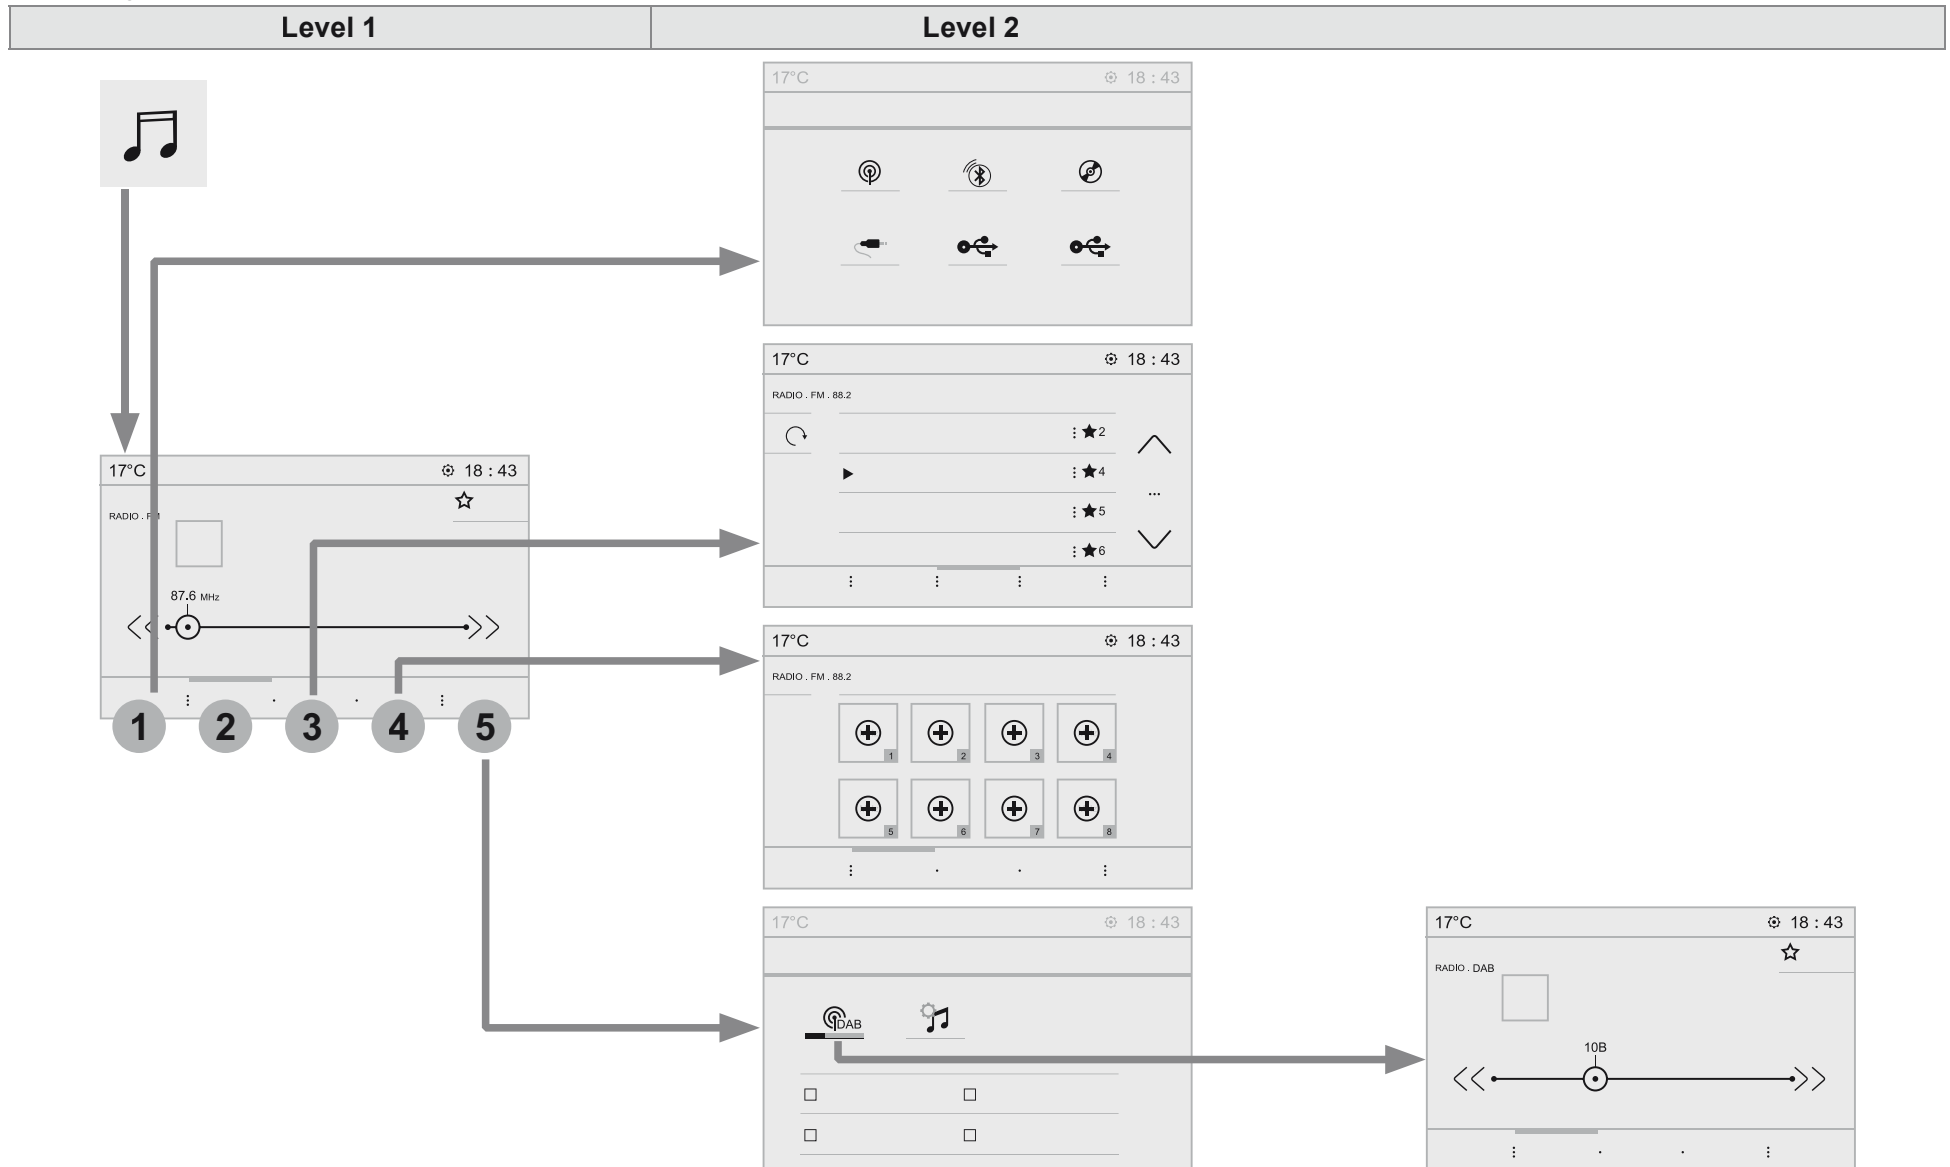 Level 1 Level 2
17°C 18 : 43
17°C 18 : 43
RADIO . FM . 88.2
2
4
5
6
17°C 18 : 43
RADIO . FM
87.6 MHz
1 2 3 4 5
17°C 18 : 43
RADIO . FM . 88.2
1 2 3 4
5 6 7 8
17°C 18 : 43
DAB
17°C 18 : 43
RADIO . DAB
10B